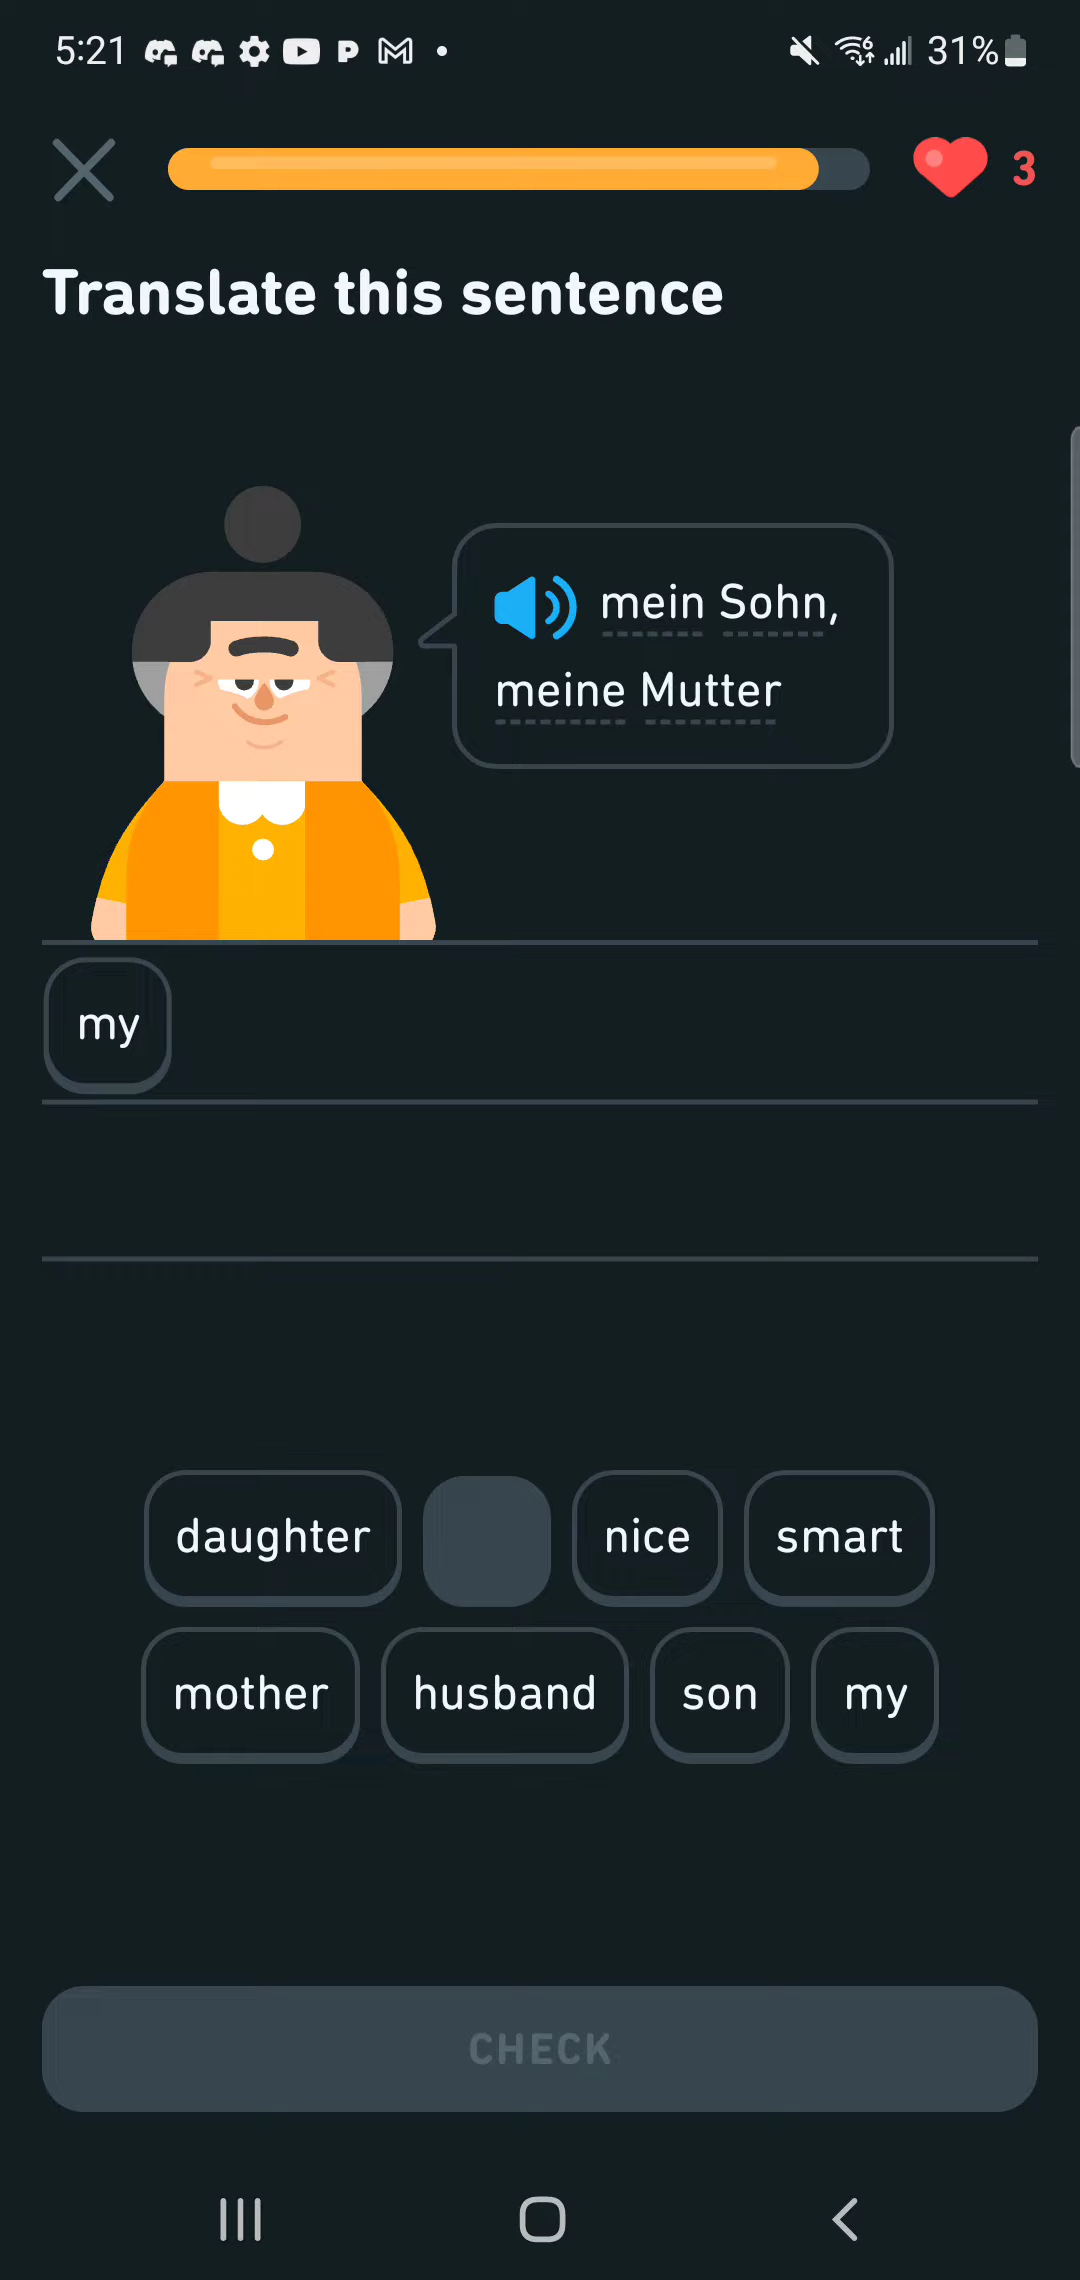 5:21 31%
3
Translate this sentence
mein Sohn,
meine Mutter
my
daughter nice smart
mother husband son my
CHECK